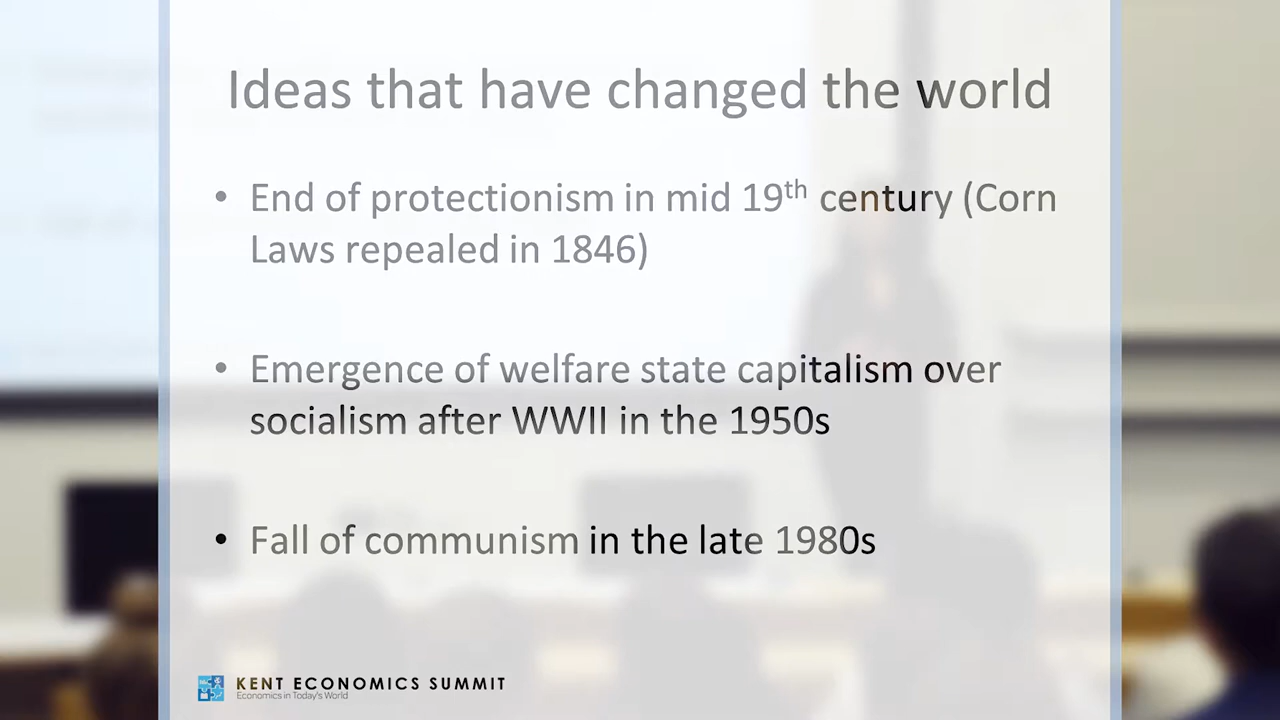 Ideas that have changed the world
• End of protectionism in mid 19th century (Corn
Laws repealed in 1846)
• Emergence of welfare state capitalism over
socialism after WWII in the 1950s
• Fall of communism in the late 1980s
KENT ECONOMICS SUMMIT
Economics in Today's World